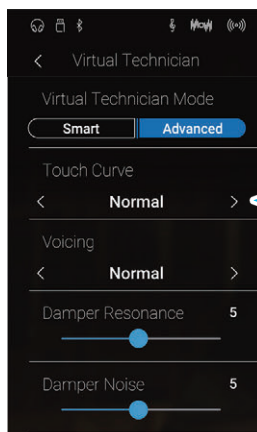 < Virtual Technician
Virtual Technician Mode
Smart Advanced
Touch Curve
< Normal >
Voicing
< Normal >
Damper Resonance 5
Damper Noise 5